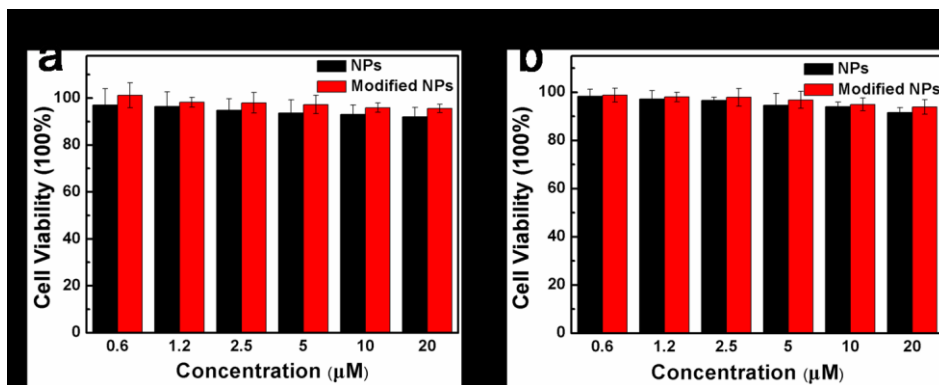 a
NPs
Modified NPs
Cell Viability (100%)
100
80
60
40
20
0
0.6 1.2 2.5 5 10 20
Concentration (µM)
b
NPs
Modified NPs
Cell Viability (100%)
100
80
60
40
20
0
0.6 1.2 2.5 5 10 20
Concentration (µM)